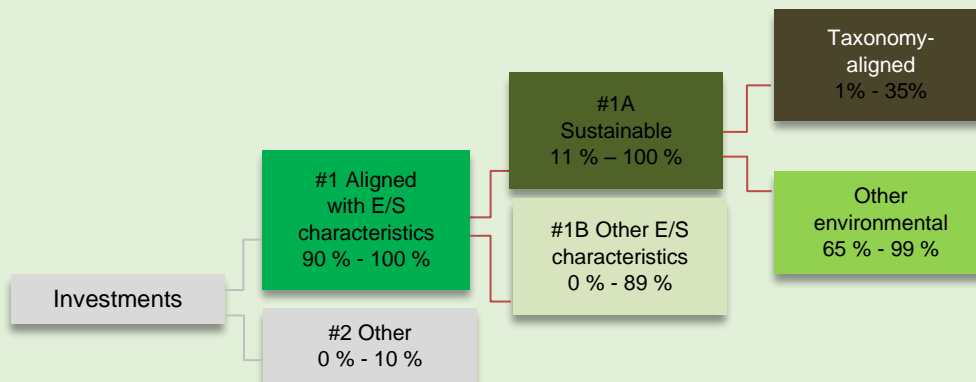 Investments
#1 Aligned
with E/S
characteristics
90 % - 100 %
#2 Other
0 % - 10 %
#1A
Sustainable
11 % – 100 %
#1B Other E/S
characteristics
0 % - 89 %
Taxonomy-
aligned
1% - 35%
Other
environmental
65 % - 99 %